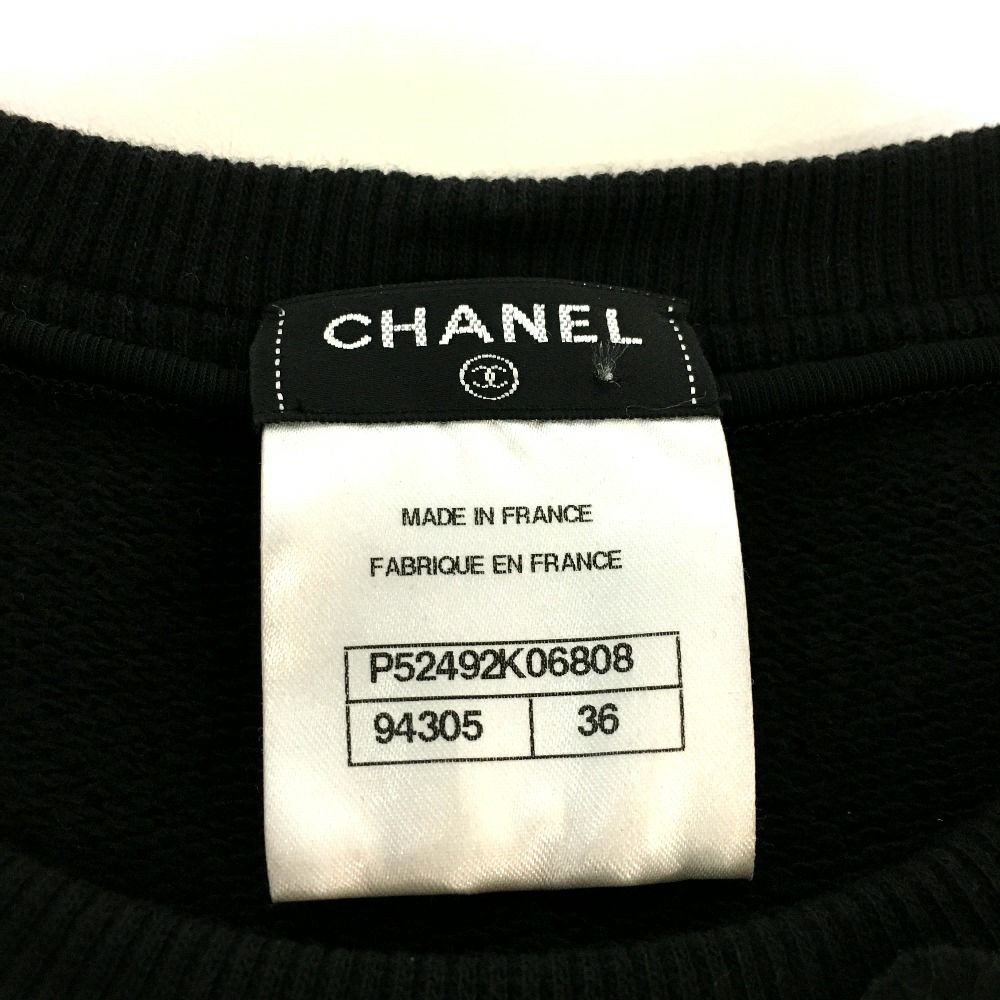 CHANEL
MADE IN FRANCE
FABRIQUE EN FRANCE
P52492K06808
94305 36